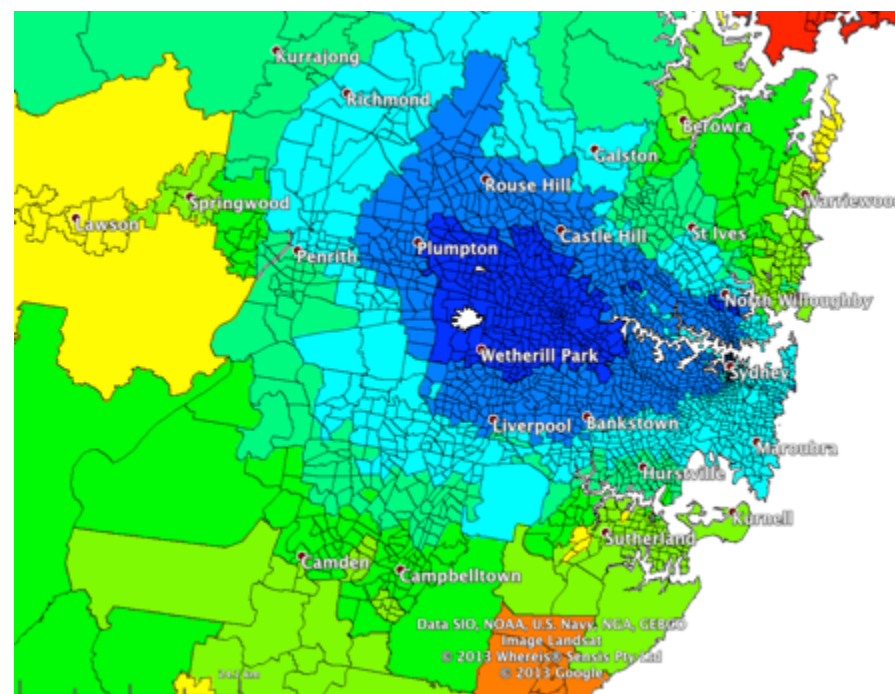 Kurrajong
Richmond
Berowra
Galston
Rouse Hill
Springwood
Warriewood
Lawson
Plumpton
Castle Hill
St Ives
Penrith
North Willoughby
Wetherill Park
Sydney
Liverpool
Bankstown
Maroubra
Hurstville
Kurnell
Sutherland
Camden
Campbelltown
Data SIO, NOAA, U.S. Navy, NGA, GEBCO
Image Landsat
© 2013 Whereis® Sensis Pty Ltd
© 2013 Google